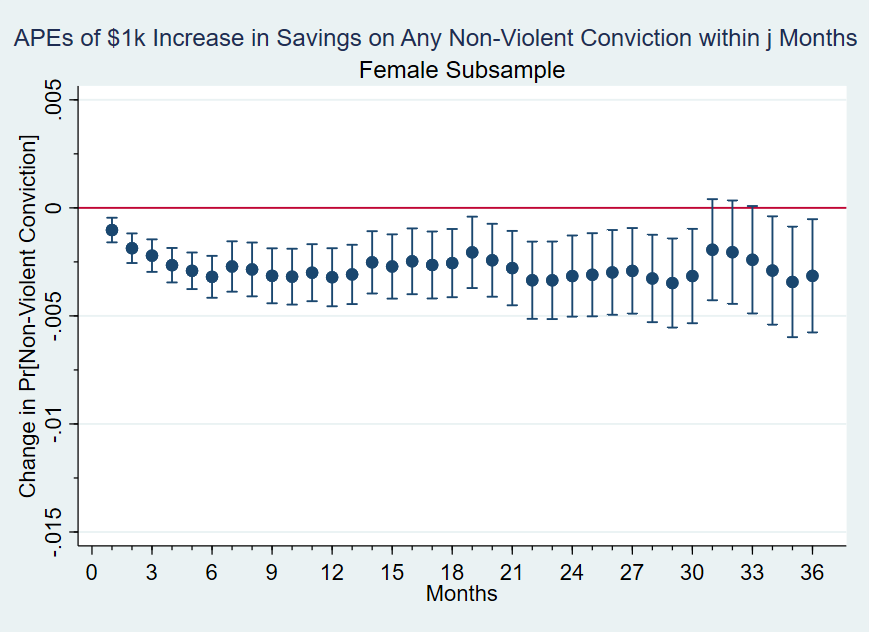 APEs of $1k Increase in Savings on Any Non-Violent Conviction within j Months
Female Subsample
Change in Pr[Non-Violent Conviction]
.005
0
-.005
-.01
-.015
0 3 6 9 12 15 18 21 24 27 30 33 36
Months